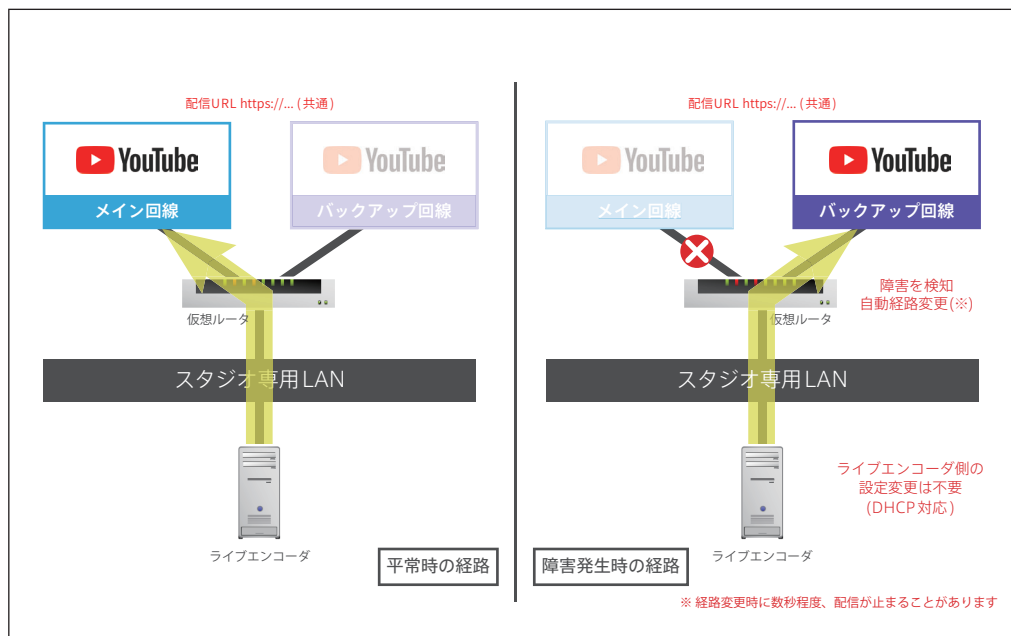 配信URL https://... (共通)
YouTube
メイン回線
YouTube
バックアップ回線
仮想ルータ
スタジオ専用LAN
ライブエンコーダ
平常時の経路
配信URL https://... (共通)
YouTube
メイン回線
YouTube
バックアップ回線
障害を検知
自動経路変更(※)
仮想ルータ
スタジオ専用LAN
ライブエンコーダ側の
設定変更は不要
(DHCP対応)
ライブエンコーダ
障害発生時の経路
※ 経路変更時に数秒程度、配信が止まることがあります